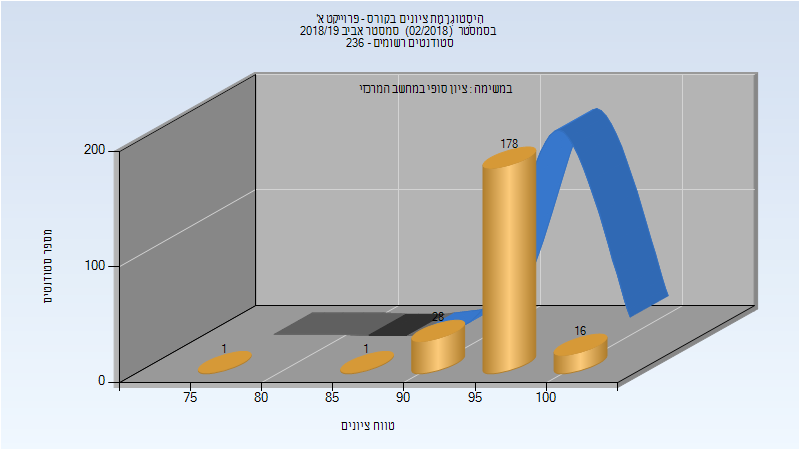 היסטוגרמת ציונים בקורס - פרוייקט א'
בסמסטר (02/2018) סמסטר אביב 2018/19
סטודנטים רשומים - 236
במשימה : ציון סופי במחשב המרכזי
מספר סטודנטים
200
100
0
1
1
28
178
16
75
80
85
90
95
100
טווח ציונים